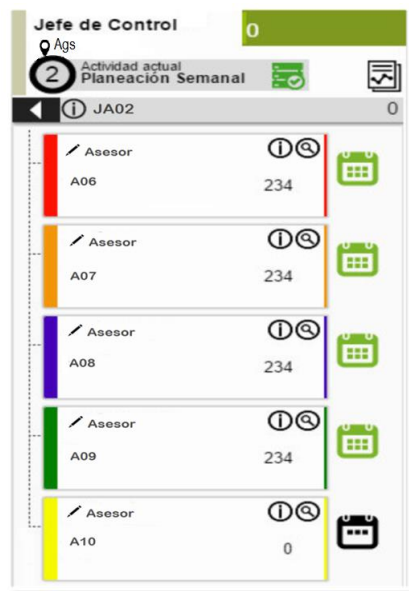 Jefe de Control
0
Ags
2
Actividad actual
Planeación Semanal
JA02
0
Asesor
A06
234
Asesor
A07
234
Asesor
A08
234
Asesor
A09
234
Asesor
A10
0